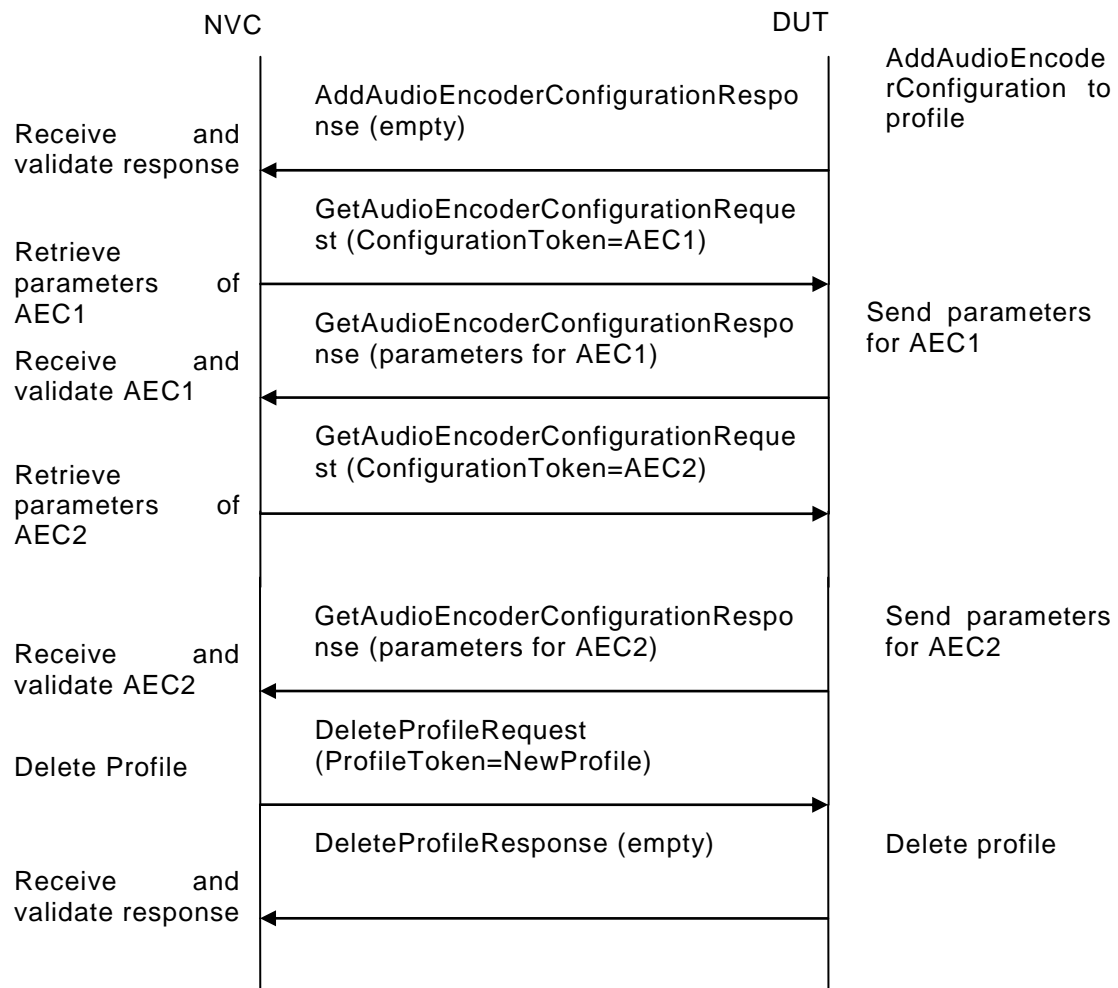 NVC
DUT
AddAudioEncode
rConfiguration to
profile
AddAudioEncoderConfigurationRespo
nse (empty)
Receive and
validate response
GetAudioEncoderConfigurationReque
st (ConfigurationToken=AEC1)
Retrieve
parameters of
AEC1
GetAudioEncoderConfigurationRespo
nse (parameters for AEC1)
Send parameters
for AEC1
Receive and
validate AEC1
GetAudioEncoderConfigurationReque
st (ConfigurationToken=AEC2)
Retrieve
parameters of
AEC2
GetAudioEncoderConfigurationRespo
nse (parameters for AEC2)
Send parameters
for AEC2
Receive and
validate AEC2
DeleteProfileRequest
(ProfileToken=NewProfile)
Delete Profile
DeleteProfileResponse (empty)
Delete profile
Receive and
validate response